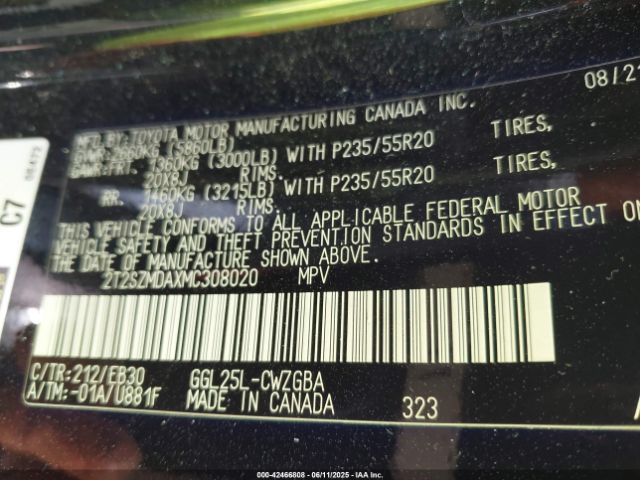 08/21
MFD BY:TOYOTA MOTOR MANUFACTURING CANADA INC.
(5860LB)
GAWR:FRT. 1360KG (3000LB) WITH P235/55R20 TIRES,
20X8J RIMS.
RR. 1460KG (3215LB) WITH P235/55R20 TIRES,
20X8J RIMS.
THIS VEHICLE CONFORMS TO ALL APPLICABLE FEDERAL MOTOR
VEHICLE SAFETY AND THEFT PREVENTION STANDARDS IN EFFECT ON
THE DATE OF MANUFACTURE SHOWN ABOVE.
2T2SZMDAXMC308020 MPV
C/TR:212/EB30 GGL25L-CWZGBA
A/TM:-01A/U881F MADE IN CANADA 323
C7
000-42466808 - 06/11/2025 - IAA Inc.